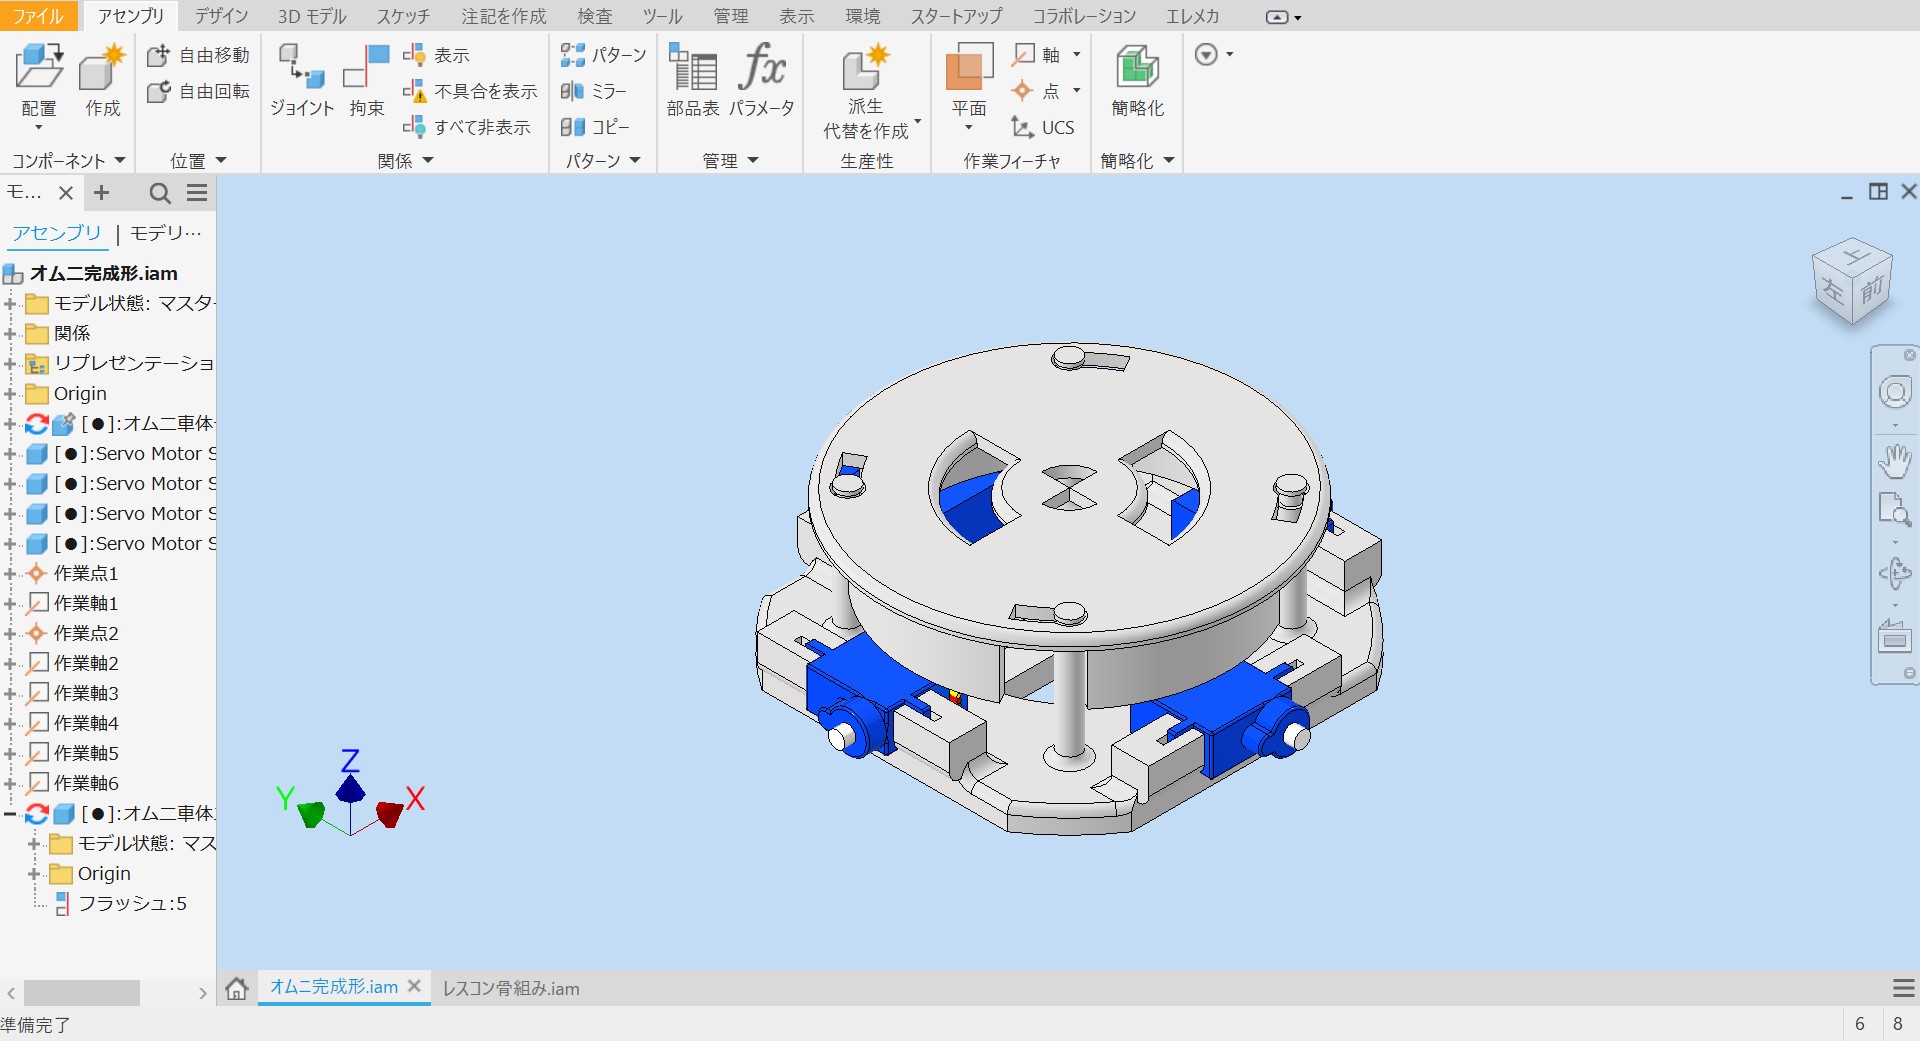 ファイル アセンブリ デザイン 3D モデル スケッチ 注記を作成 検査 ツール 管理 表示 環境 スタートアップ コラボレーション エレメカ
配置 作成 自由移動 自由回転 ジョイント 拘束 表示 不具合を表示 すべて非表示 パターン ミラー コピー 部品表 パラメータ 派生 代替を作成 平面 軸 点 UCS 簡略化
コンポーネント 位置 関係 パターン 管理 生産性 作業フィーチャ 簡略化
モ...
アセンブリ | モデリ...
オムニ完成形.iam
モデル状態: マスタ
関係
リプレゼンテーショ
Origin
[●]:オムニ車体
[●]:Servo Motor S
[●]:Servo Motor S
[●]:Servo Motor S
[●]:Servo Motor S
作業点1
作業軸1
作業点2
作業軸2
作業軸3
作業軸4
作業軸5
作業軸6
[●]:オムニ車体
モデル状態: マス
Origin
フラッシュ:5
上
左 前
Z
Y X
オムニ完成形.iam レスコン骨組み.iam
準備完了 6 8